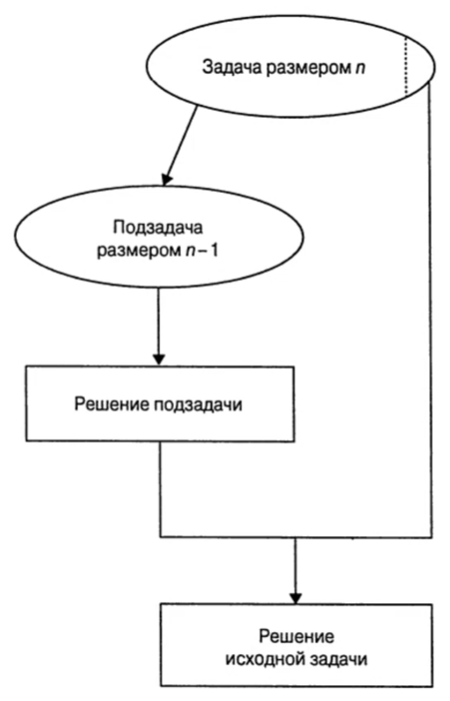 Задача размером n
Подзадача
размером n – 1
Решение подзадачи
Решение
исходной задачи